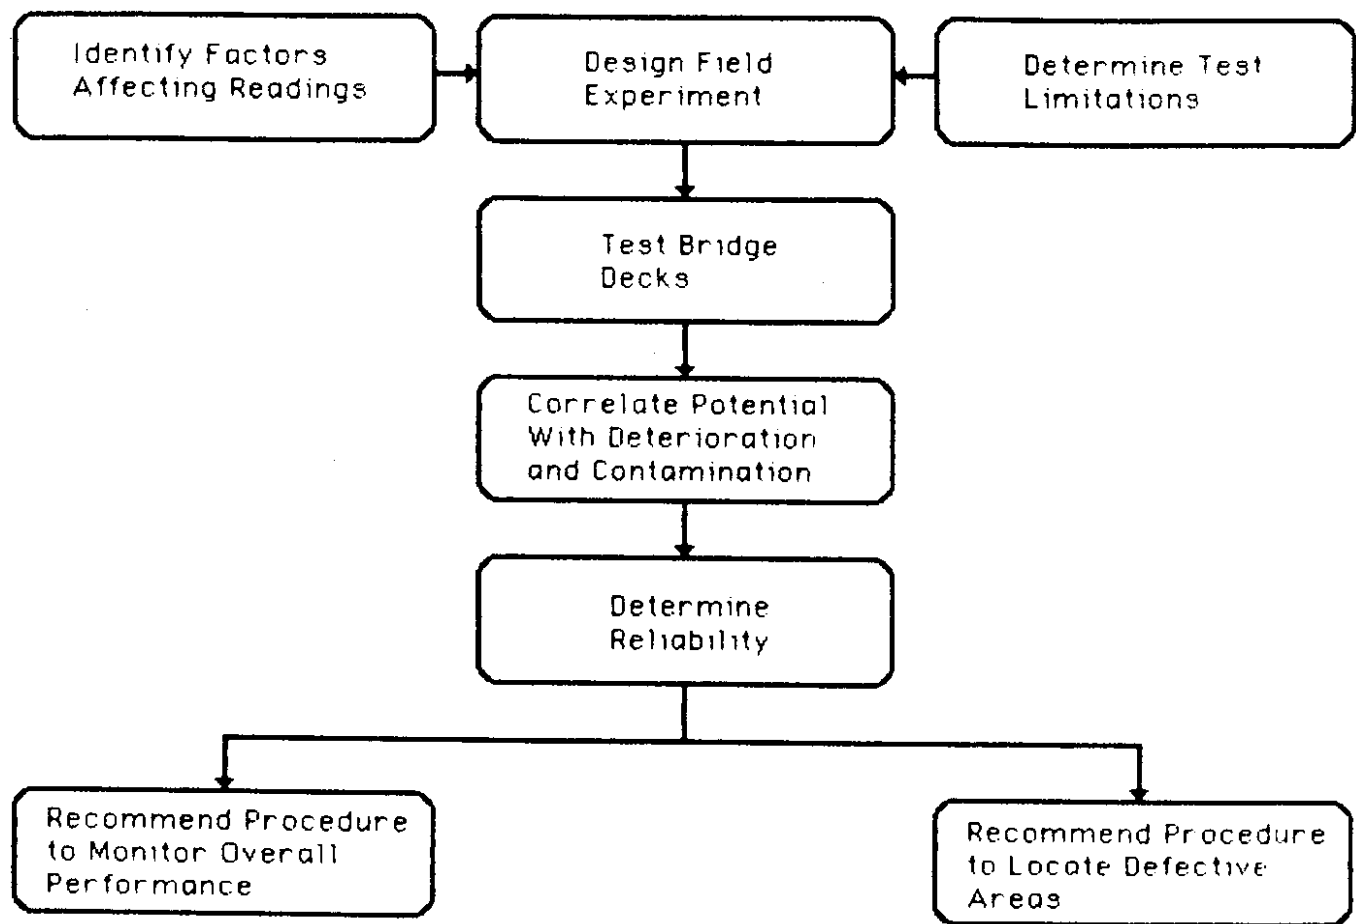 Identify Factors
Affecting Readings
Design Field
Experiment
Determine Test
Limitations
Test Bridge
Decks
Correlate Potential
With Deterioration
and Contamination
Determine
Reliability
Recommend Procedure
to Monitor Overall
Performance
Recommend Procedure
to Locate Defective
Areas